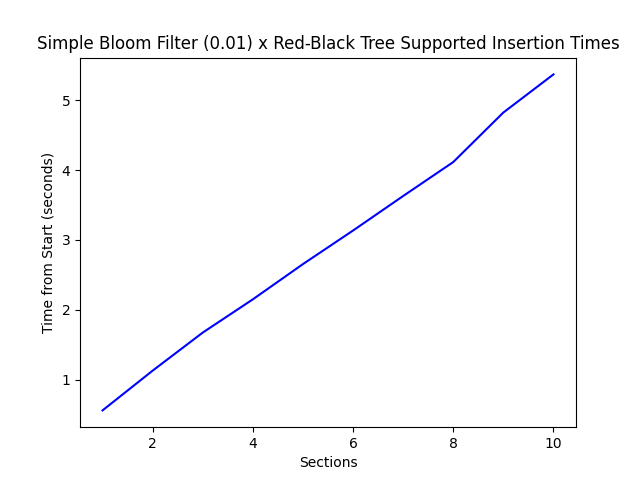 Simple Bloom Filter (0.01) x Red-Black Tree Supported Insertion Times
5
4
3
2
1
Time from Start (seconds)
2 4 6 8 10
Sections